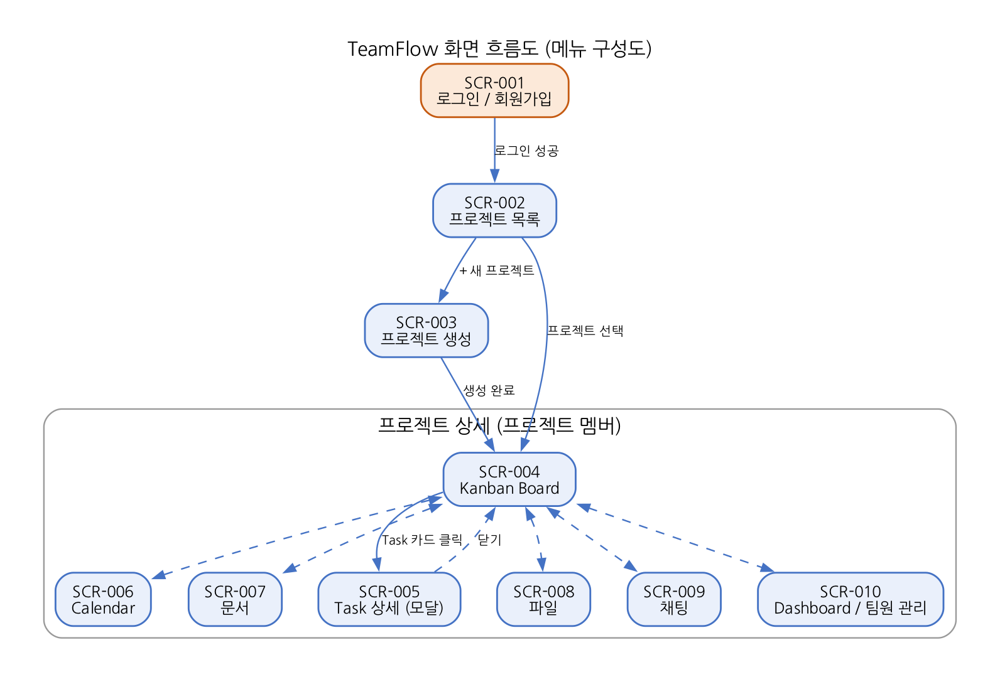 TeamFlow 화면 흐름도 (메뉴 구성도)
SCR-001
로그인 / 회원가입
로그인 성공
SCR-002
프로젝트 목록
+ 새 프로젝트
SCR-003
프로젝트 생성
프로젝트 선택
생성 완료
프로젝트 상세 (프로젝트 멤버)
SCR-004
Kanban Board
Task 카드 클릭
닫기
SCR-006
Calendar
SCR-007
문서
SCR-005
Task 상세 (모달)
SCR-008
파일
SCR-009
채팅
SCR-010
Dashboard / 팀원 관리